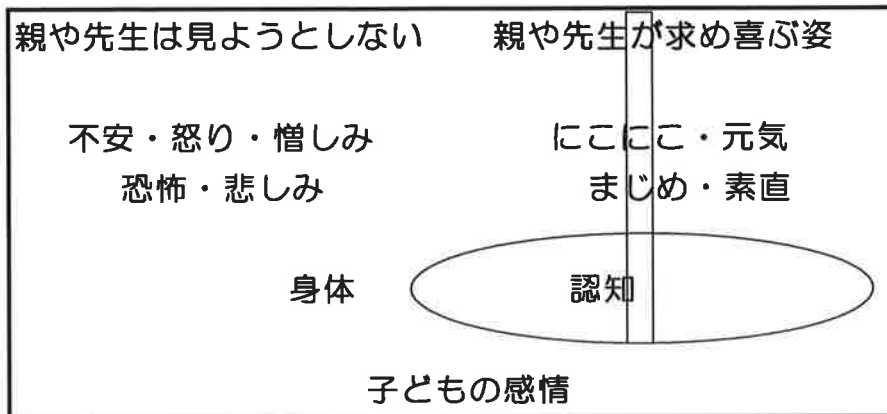 親や先生は見ようとしない 親や先生が求め喜ぶ姿
不安・怒り・憎しみ にこにこ・元気
恐怖・悲しみ まじめ・素直
身体 認知
子どもの感情